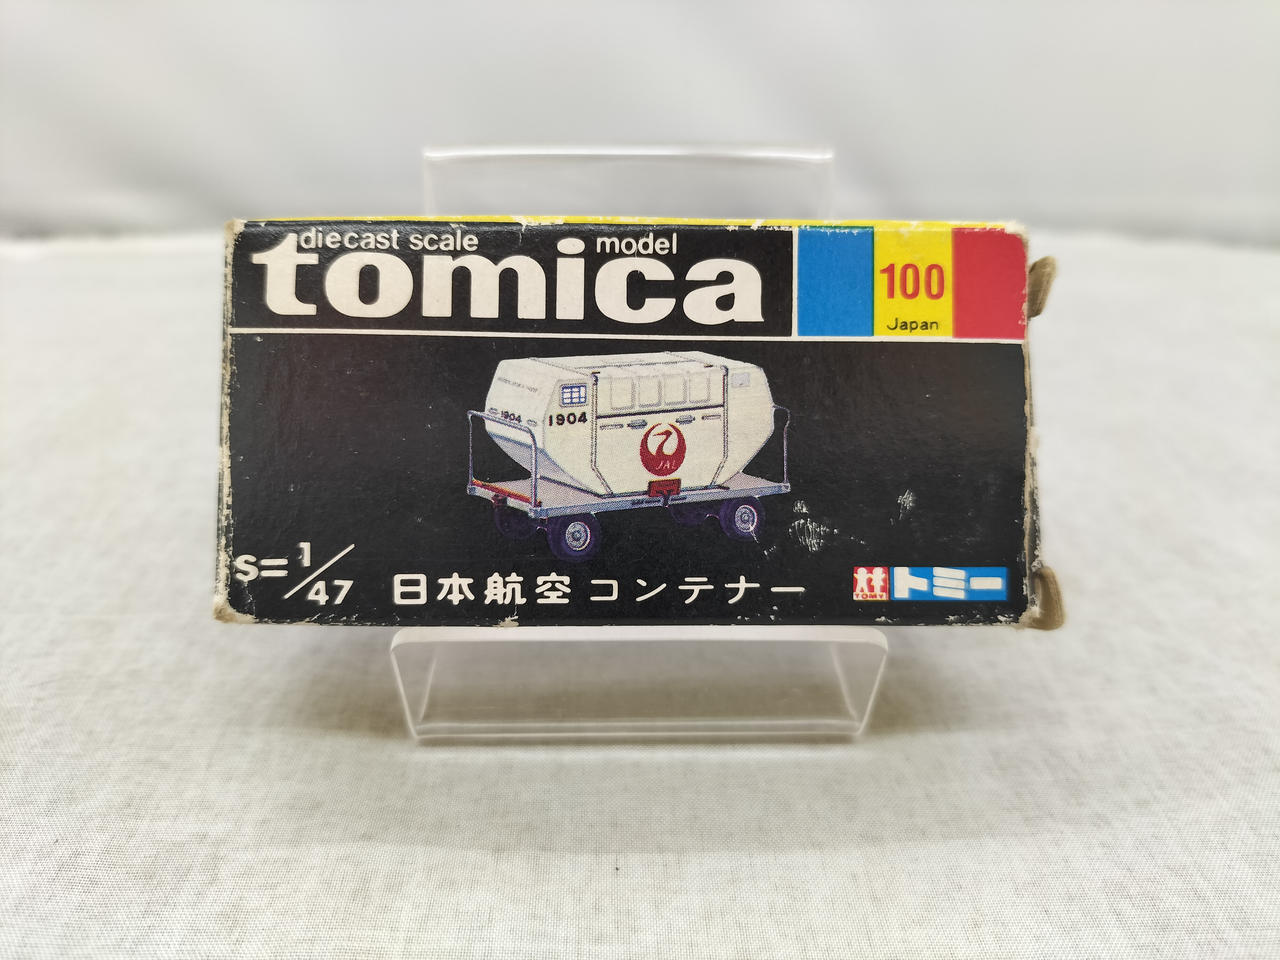 diecast scale model
tomica
100
Japan
1904
1904
JAL
S=1/47
日本航空 コンテナー
TOMY
トミー